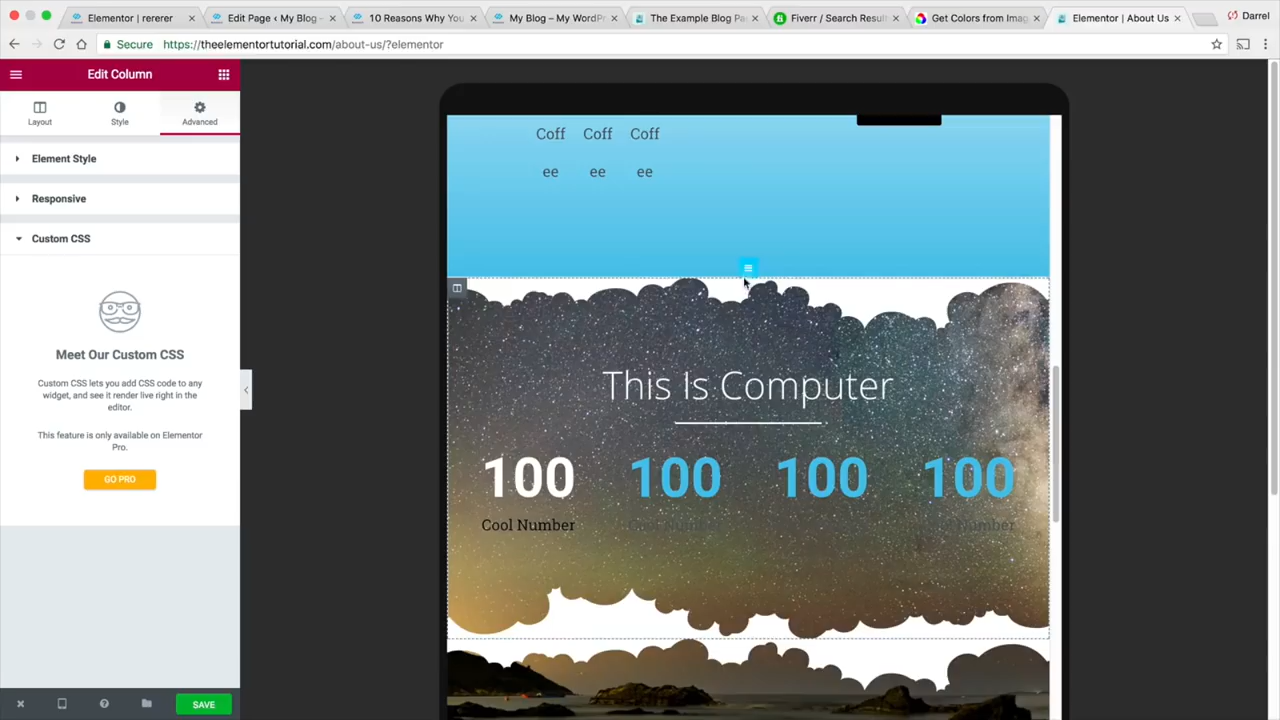 Elementor | rererer
Edit Page ‹ My Blog –
10 Reasons Why You
My Blog – My WordPr
The Example Blog Pa
Fiverr / Search Resul
Get Colors from Imag
Elementor | About Us
Darrel
Secure
https://theelementortutorial.com/about-us/?elementor
Edit Column
Layout
Style
Advanced
Element Style
Responsive
Custom CSS
Meet Our Custom CSS
Custom CSS lets you add CSS code to any
widget, and see it render live right in the
editor.
This feature is only available on Elementor
Pro.
GO PRO
SAVE
Coff Coff Coff
ee ee ee
This Is Computer
100 100 100 100
Cool Number Cool Number Number